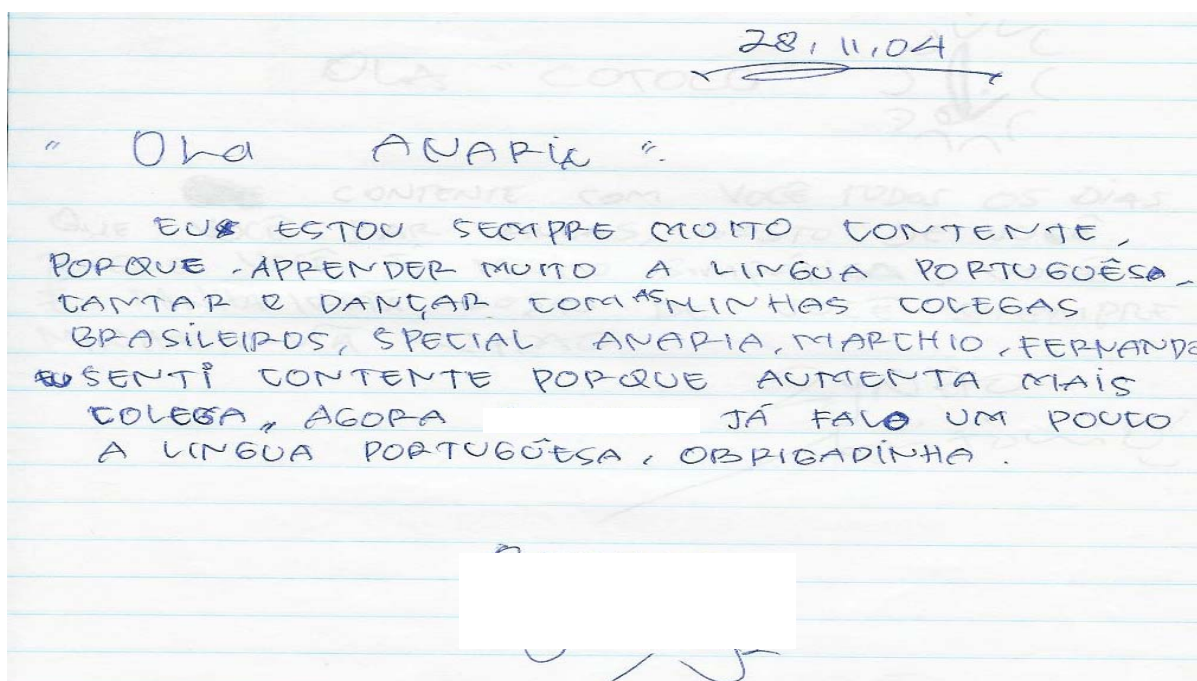 28, 11, 04
" Ola ANARIA ".
EU ESTOU SEMPRE MUITO CONTENTE,
PORQUE APRENDER MUITO A LINGUA PORTUGUÊSA,
CANTAR E DANÇAR COM AS MINHAS COLEGAS
BRASILEIROS, SPECIAL ANARIA, MARCHIO, FERNANDE
EU SENTI CONTENTE PORQUE AUMENTA MAIS
COLEGA, AGORA JÁ FALO UM POUCO
A LINGUA PORTUGUÊSA, OBRIGADINHA.